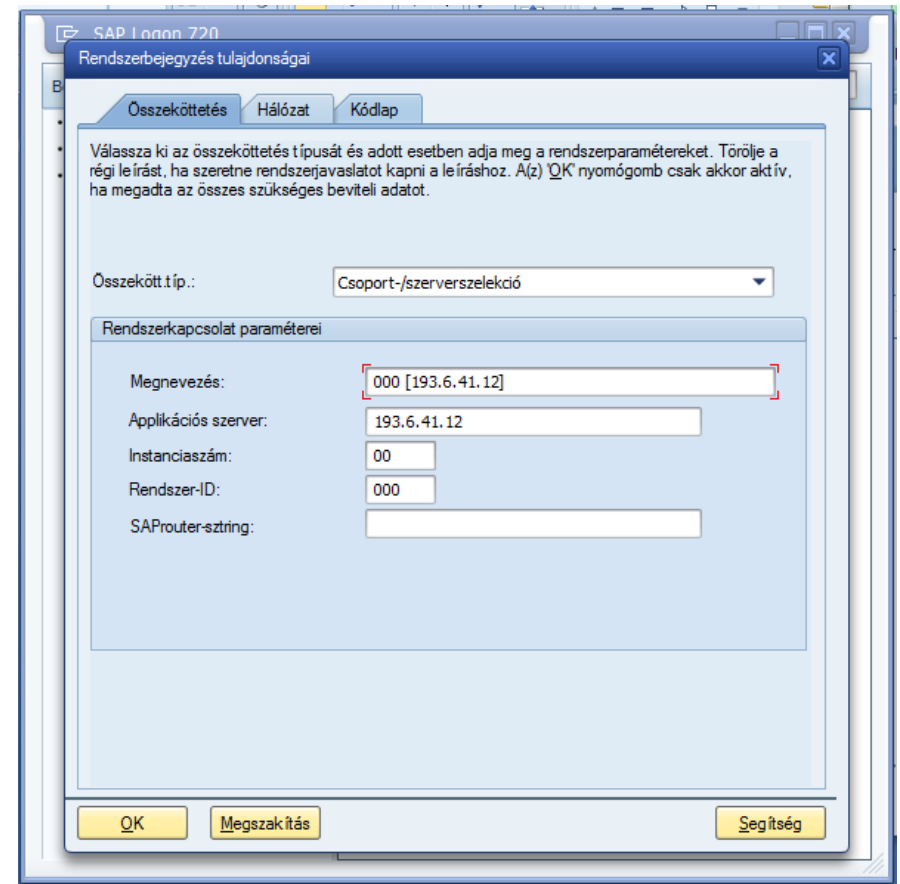 SAP Logon 720
Rendszerbejegyzés tulajdonságai
Összeköttetés Hálózat Kódlap
Válassza ki az összeköttetés típusát és adott esetben adja meg a rendszerparamétereket. Törölje a
régi leírást, ha szeretne rendszerjavaslatot kapni a leíráshoz. A(z) 'OK' nyomógomb csak akkor aktív,
ha megadta az összes szükséges beviteli adatot.
Összekött.típ.: Csoport-/szerverszelekció
Rendszerkapcsolat paraméterei
Megnevezés: 000 [193.6.41.12]
Applikációs szerver: 193.6.41.12
Instanciaszám: 00
Rendszer-ID: 000
SAProuter-sztring:
OK Megszakítás Segítség